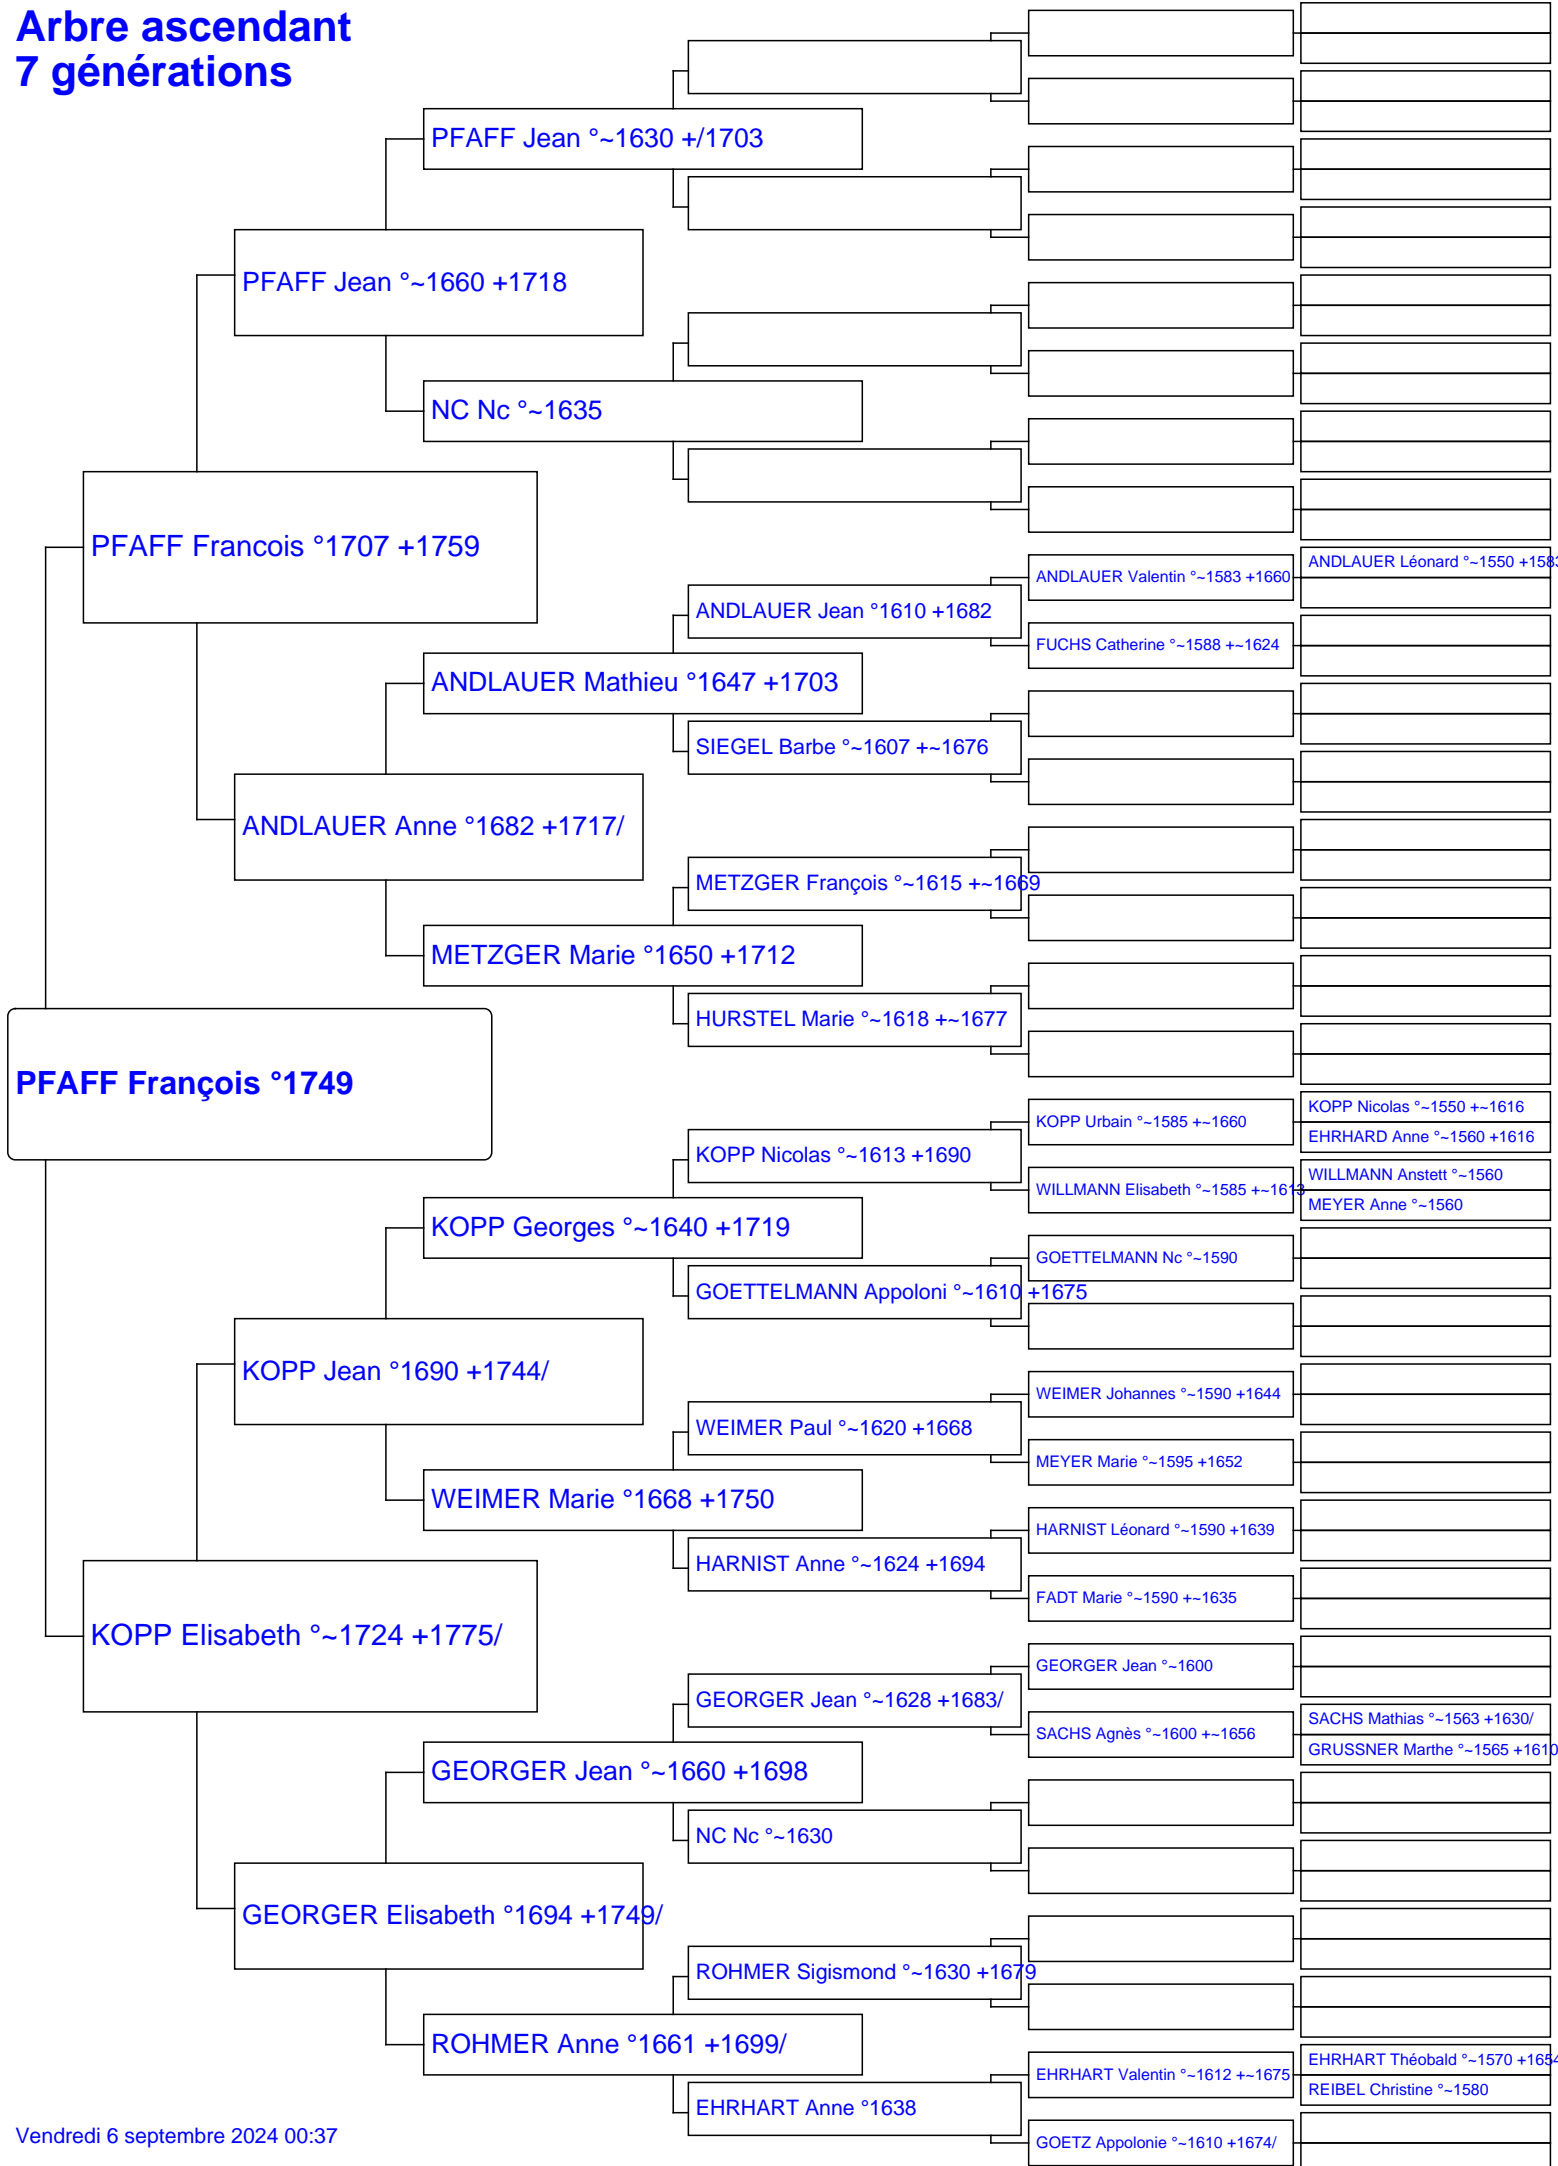 Arbre ascendant
7 générations
PFAFF Jean °~1630 +/1703
PFAFF Jean °~1660 +1718
NC Nc °~1635
PFAFF Francois °1707 +1759
ANDLAUER Léonard °~1550 +1583
ANDLAUER Valentin °~1583 +1660
ANDLAUER Jean °1610 +1682
FUCHS Catherine °~1588 +~1624
ANDLAUER Mathieu °1647 +1703
SIEGEL Barbe °~1607 +~1676
ANDLAUER Anne °1682 +1717/
METZGER François °~1615 +~1669
METZGER Marie °1650 +1712
HURSTEL Marie °~1618 +~1677
PFAFF François °1749
KOPP Nicolas °~1550 +~1616
KOPP Urbain °~1585 +~1660
EHRHARD Anne °~1560 +1616
KOPP Nicolas °~1613 +1690
WILLMANN Anstett °~1560
WILLMANN Elisabeth °~1585 +~1613
MEYER Anne °~1560
KOPP Georges °~1640 +1719
GOETTELMANN Nc °~1590
GOETTELMANN Appoloni °~1610 +1675
KOPP Jean °1690 +1744/
WEIMER Johannes °~1590 +1644
WEIMER Paul °~1620 +1668
MEYER Marie °~1595 +1652
WEIMER Marie °1668 +1750
HARNIST Léonard °~1590 +1639
HARNIST Anne °~1624 +1694
FADT Marie °~1590 +~1635
KOPP Elisabeth °~1724 +1775/
GEORGER Jean °~1600
GEORGER Jean °~1628 +1683/
SACHS Mathias °~1563 +1630/
SACHS Agnès °~1600 +~1656
GRUSSNER Marthe °~1565 +1610
GEORGER Jean °~1660 +1698
NC Nc °~1630
GEORGER Elisabeth °1694 +1749/
ROHMER Sigismond °~1630 +1679
ROHMER Anne °1661 +1699/
EHRHART Théobald °~1570 +1654
EHRHART Valentin °~1612 +~1675
REIBEL Christine °~1580
EHRHART Anne °1638
GOETZ Appolonie °~1610 +1674/
Vendredi 6 septembre 2024 00:37